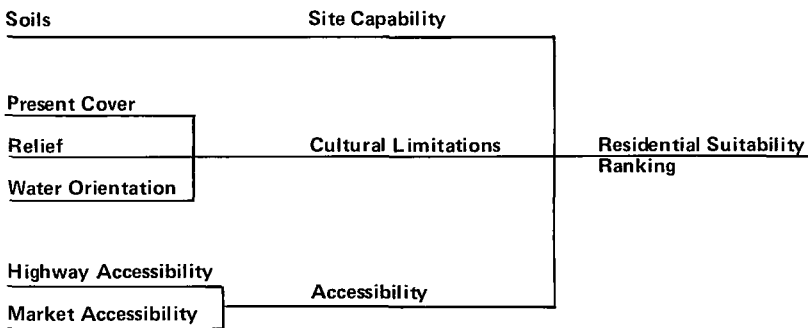 Soils
Site Capability
Present Cover
Relief
Cultural Limitations
Residential Suitability
Ranking
Water Orientation
Highway Accessibility
Accessibility
Market Accessibility